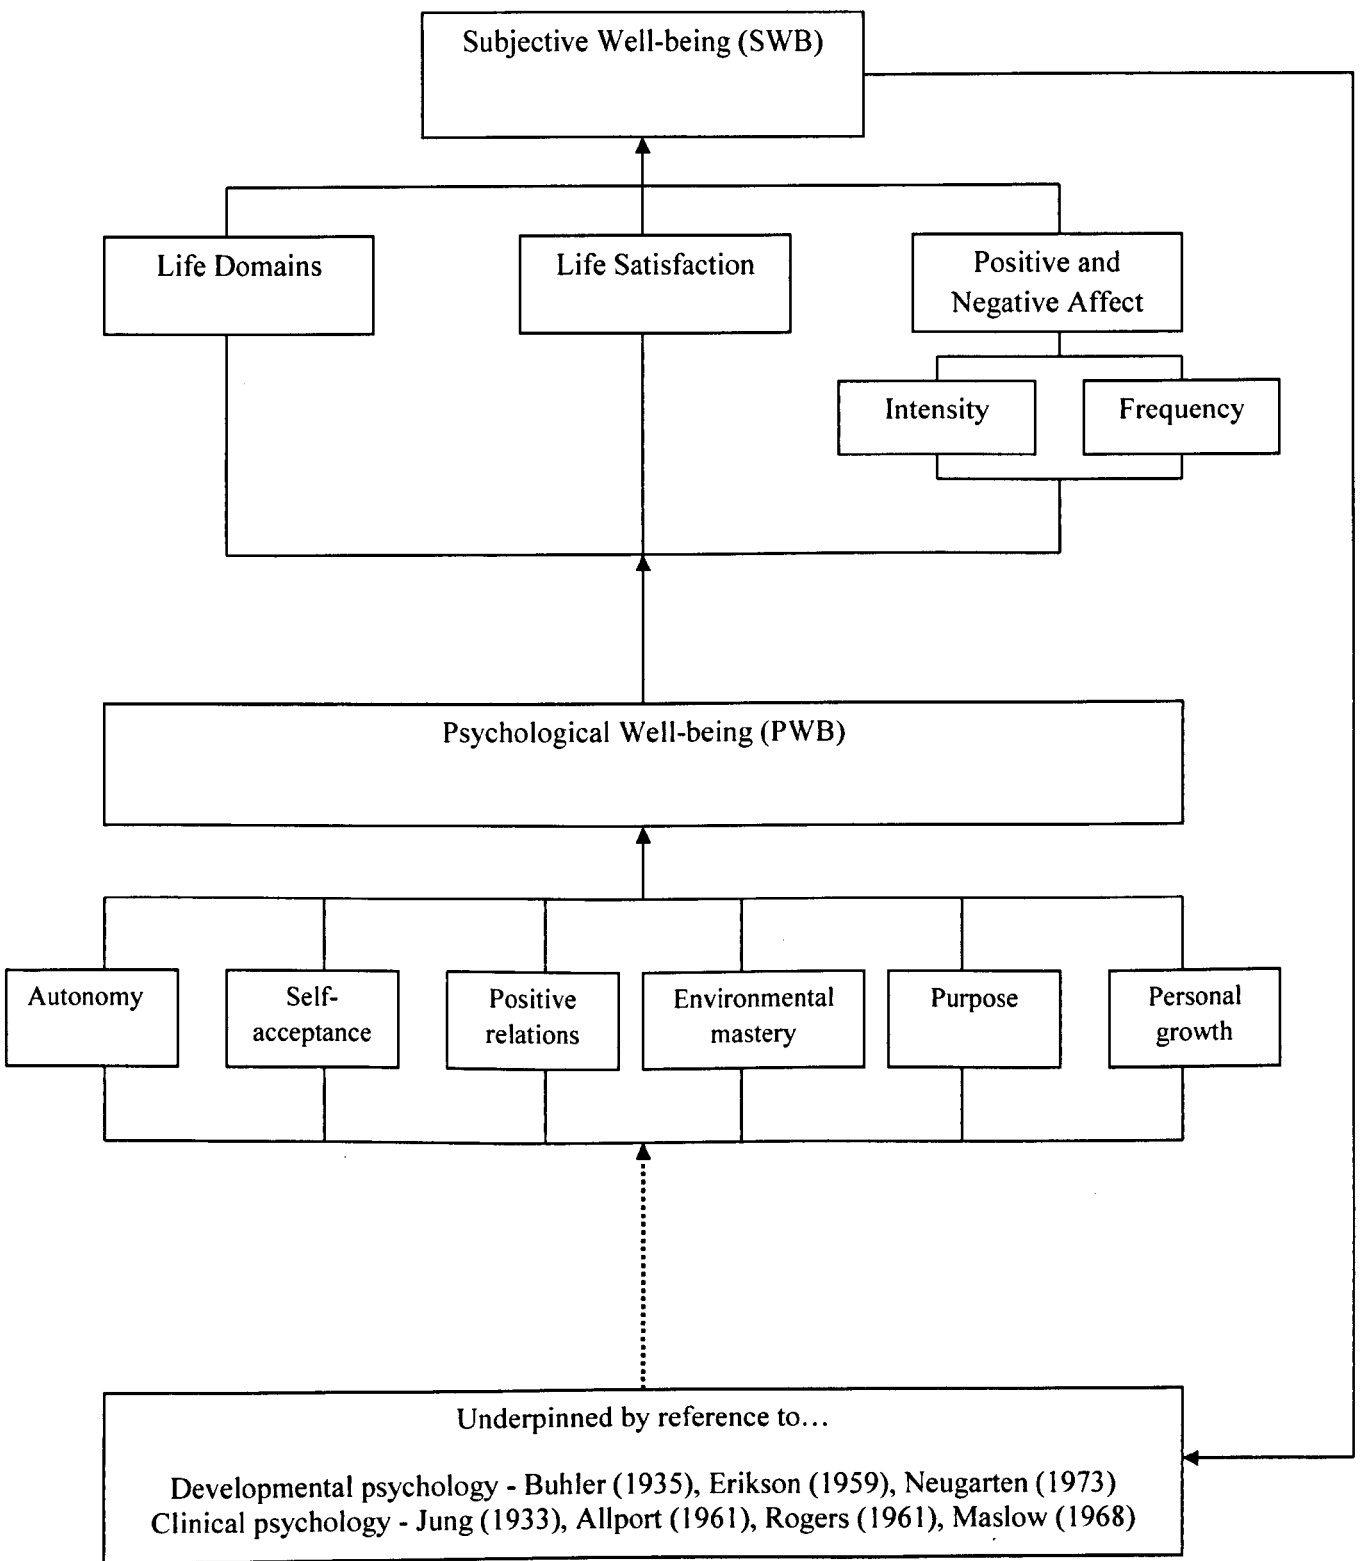 Subjective Well-being (SWB)
Life Domains
Life Satisfaction
Positive and
Negative Affect
Intensity
Frequency
Psychological Well-being (PWB)
Autonomy
Self-
acceptance
Positive
relations
Environmental
mastery
Purpose
Personal
growth
Underpinned by reference to…
Developmental psychology - Buhler (1935), Erikson (1959), Neugarten (1973)
Clinical psychology - Jung (1933), Allport (1961), Rogers (1961), Maslow (1968)